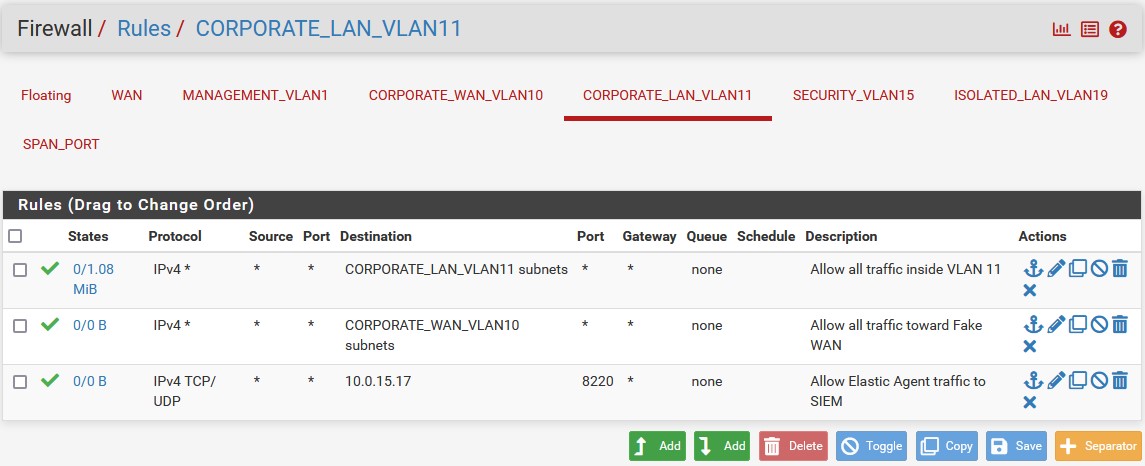 Firewall / Rules / CORPORATE_LAN_VLAN11
Floating WAN MANAGEMENT_VLAN1 CORPORATE_WAN_VLAN10 CORPORATE_LAN_VLAN11 SECURITY_VLAN15 ISOLATED_LAN_VLAN19
SPAN_PORT
Rules (Drag to Change Order)
States Protocol Source Port Destination Port Gateway Queue Schedule Description Actions
0/1.08 IPv4 * * * CORPORATE_LAN_VLAN11 subnets * * none Allow all traffic inside VLAN 11
MiB
0/0 B IPv4 * * * CORPORATE_WAN_VLAN10 * * none Allow all traffic toward Fake
subnets WAN
0/0 B IPv4 TCP/ * * 10.0.15.17 8220 * none Allow Elastic Agent traffic to
UDP SIEM
Add Add Delete Toggle Copy Save Separator